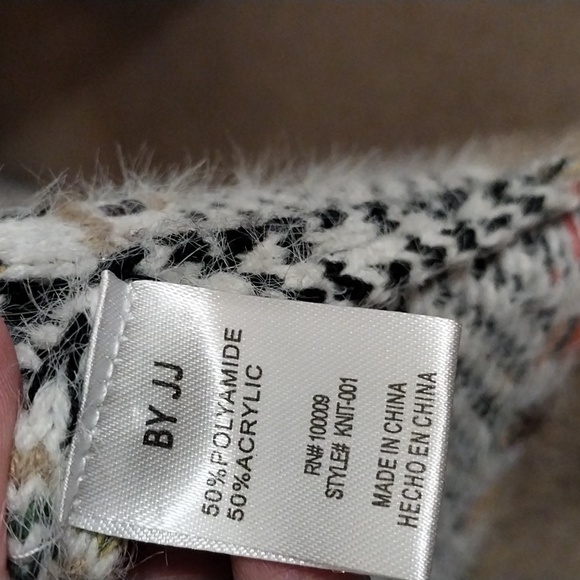 BY JJ
50%POLYAMIDE
50%ACRYLIC
RN# 100009
STYLE# KNIT-001
MADE IN CHINA
HECHO EN CHINA